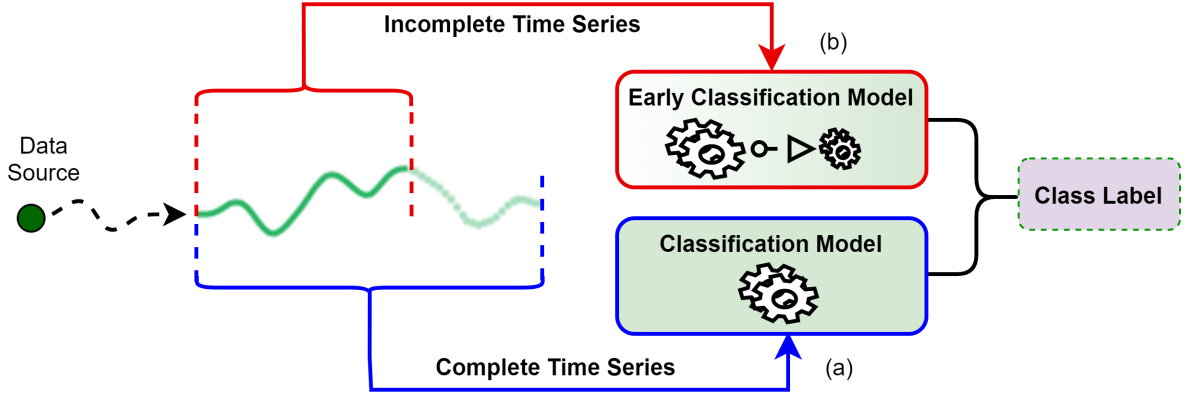 Incomplete Time Series
(b)
Early Classification Model
Data
Source
Class Label
Classification Model
Complete Time Series
(a)